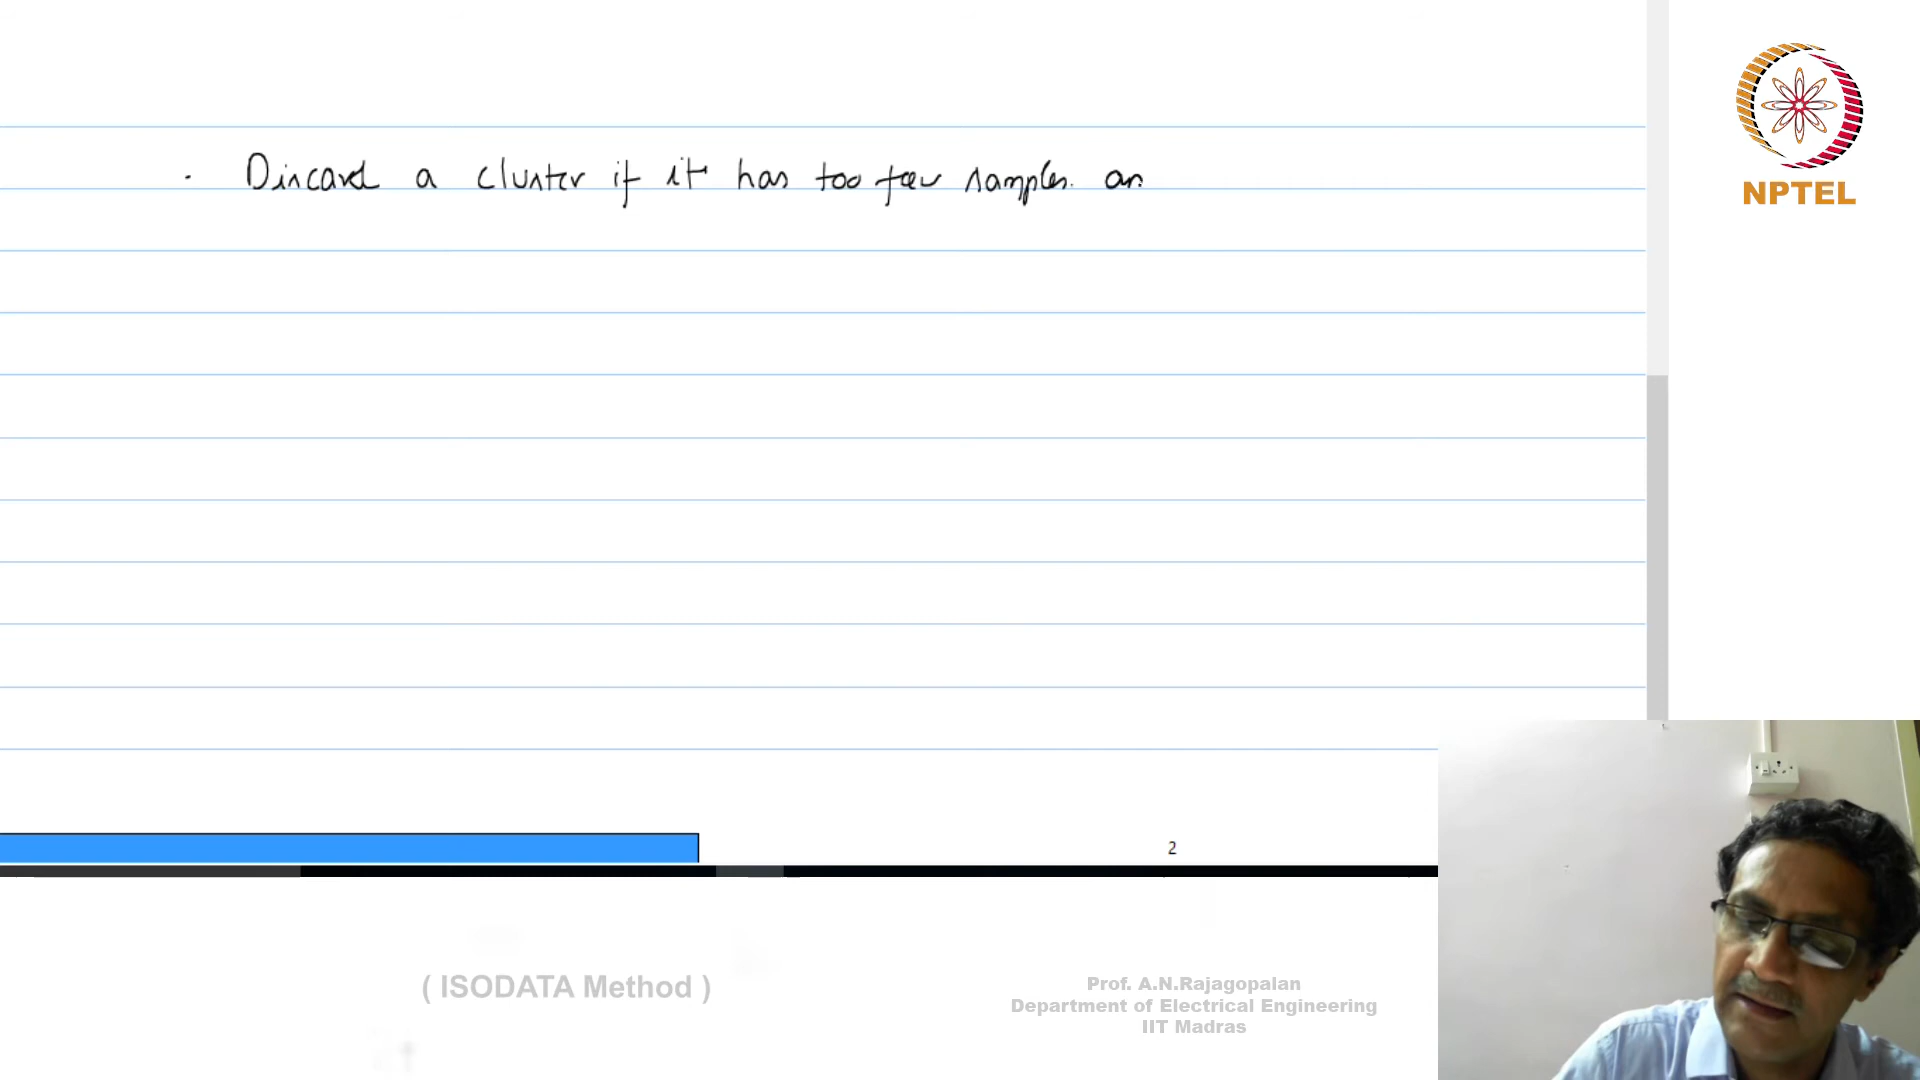 · Discard a cluster if it has too few samples. an
NPTEL
2
( ISODATA Method )
Prof. A.N.Rajagopalan
Department of Electrical Engineering
IIT Madras